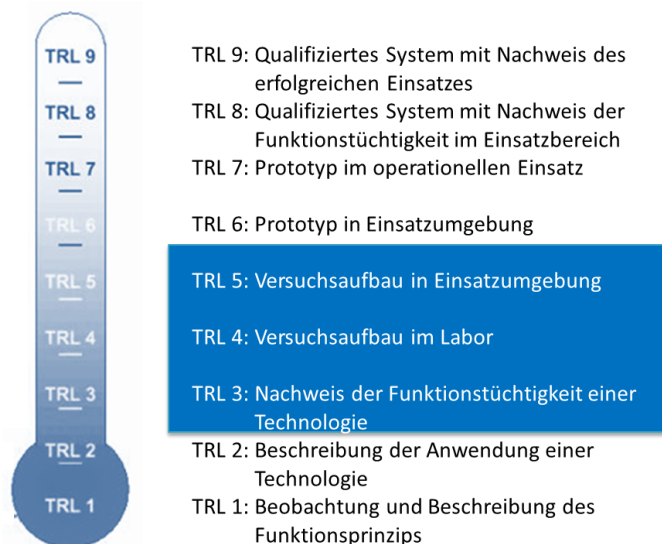 TRL 9
TRL 8
TRL 7
TRL 6
TRL 5
TRL 4
TRL 3
TRL 2
TRL 1
TRL 9: Qualifiziertes System mit Nachweis des
erfolgreichen Einsatzes
TRL 8: Qualifiziertes System mit Nachweis der
Funktionstüchtigkeit im Einsatzbereich
TRL 7: Prototyp im operationellen Einsatz
TRL 6: Prototyp in Einsatzumgebung
TRL 5: Versuchsaufbau in Einsatzumgebung
TRL 4: Versuchsaufbau im Labor
TRL 3: Nachweis der Funktionstüchtigkeit einer
Technologie
TRL 2: Beschreibung der Anwendung einer
Technologie
TRL 1: Beobachtung und Beschreibung des
Funktionsprinzips